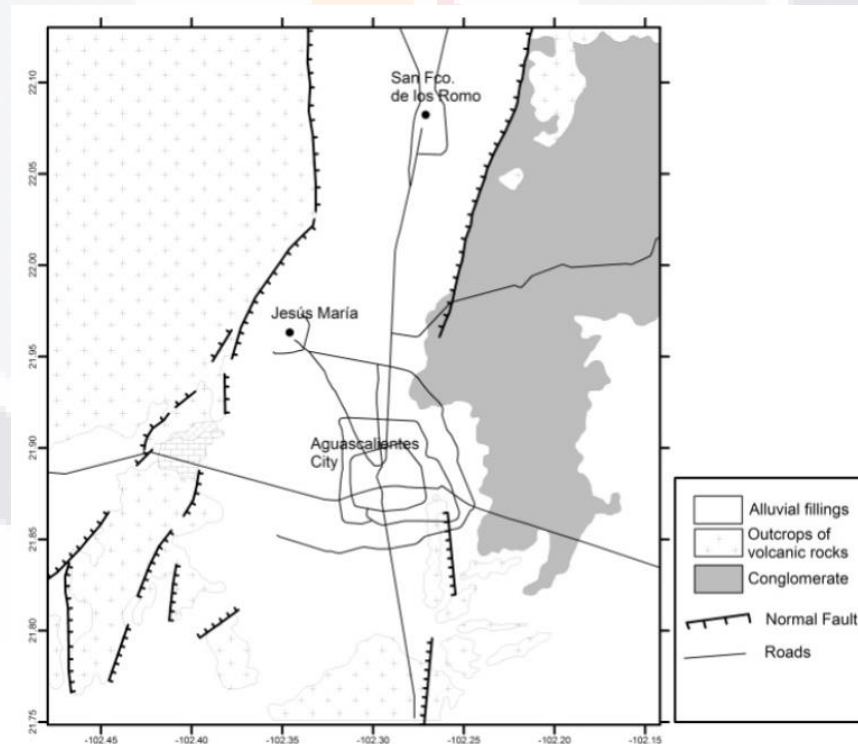 San Fco.
de los Romo
Jesús María
Aguascalientes
City
22.10
22.05
22.00
21.95
21.90
21.85
21.80
21.75
-102.45
-102.40
-102.35
-102.30
-102.25
-102.20
-102.15
Alluvial fillings
Outcrops of
volcanic rocks
Conglomerate
Normal Fault
Roads